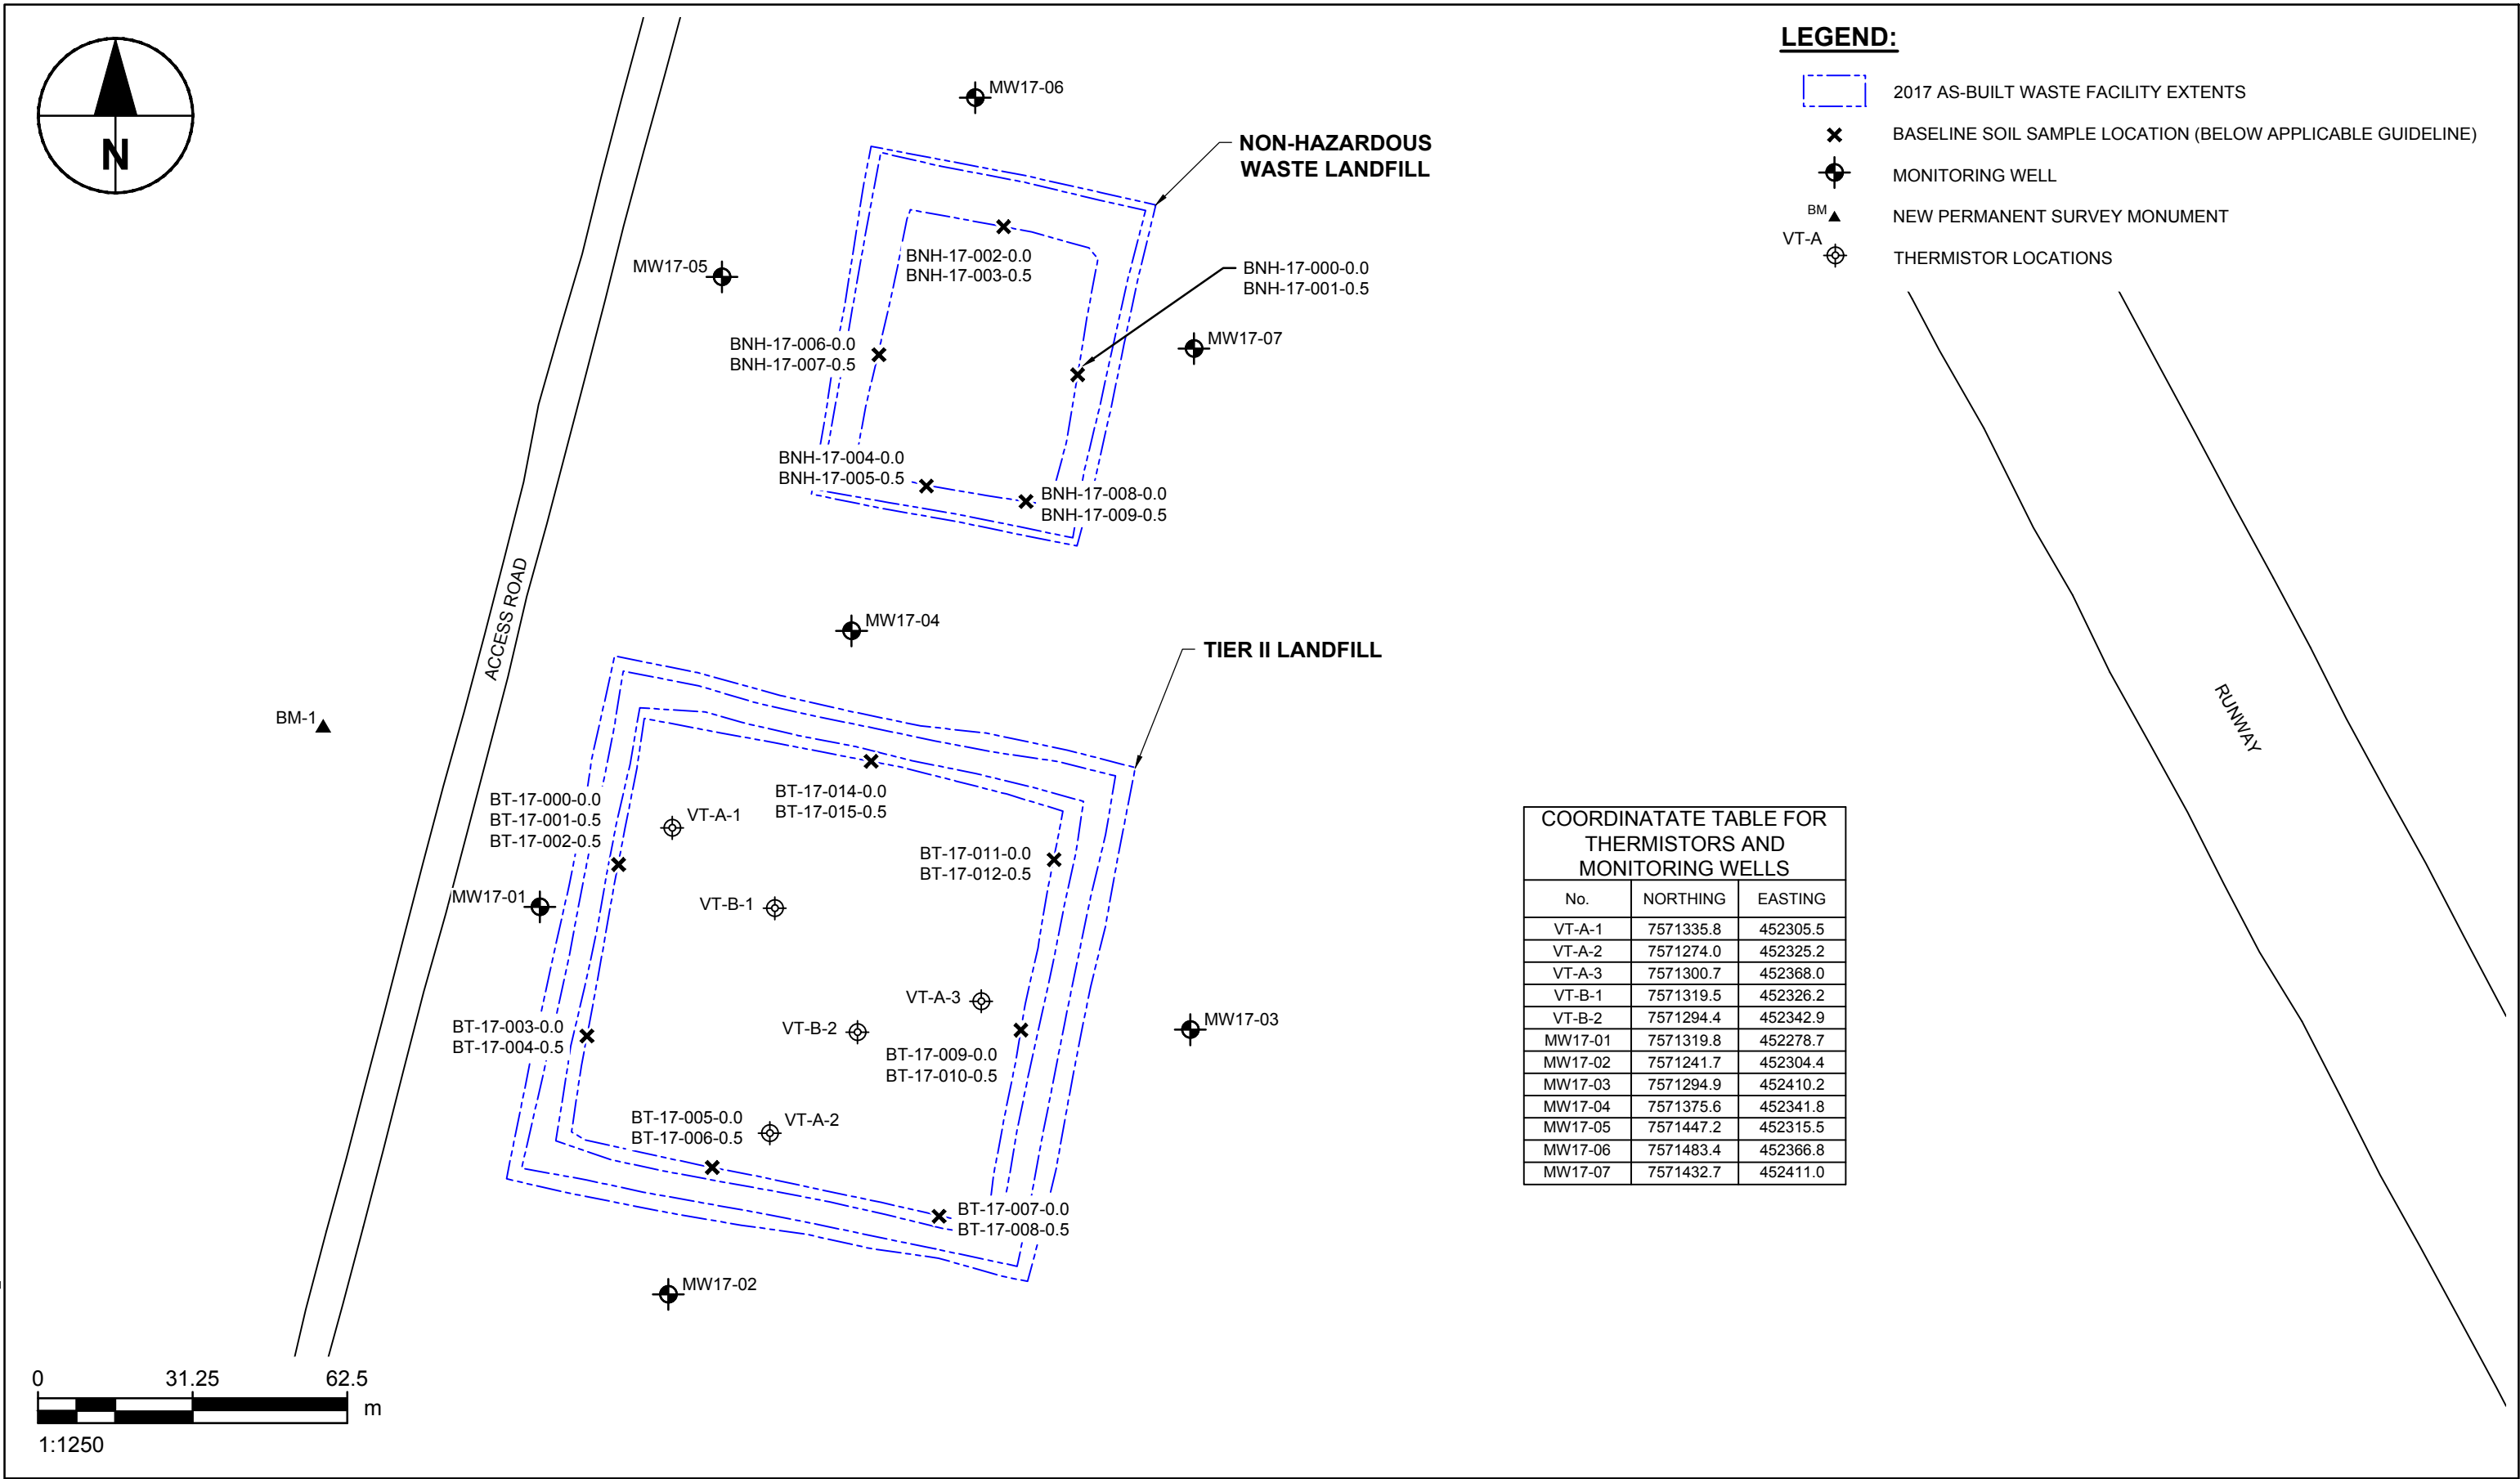 N
MW17-06
NON-HAZARDOUS
WASTE LANDFILL
MW17-05
BNH-17-002-0.0
BNH-17-003-0.5
BNH-17-000-0.0
BNH-17-001-0.5
MW17-07
BNH-17-006-0.0
BNH-17-007-0.5
BNH-17-004-0.0
BNH-17-005-0.5
BNH-17-008-0.0
BNH-17-009-0.5
LEGEND:
2017 AS-BUILT WASTE FACILITY EXTENTS
BASELINE SOIL SAMPLE LOCATION (BELOW APPLICABLE GUIDELINE)
MONITORING WELL
BM
NEW PERMANENT SURVEY MONUMENT
VT-A
THERMISTOR LOCATIONS
ACCESS ROAD
MW17-04
TIER II LANDFILL
BM-1
RUNWAY
BT-17-000-0.0
BT-17-001-0.5
BT-17-002-0.5
VT-A-1
BT-17-014-0.0
BT-17-015-0.5
BT-17-011-0.0
BT-17-012-0.5
MW17-01
VT-B-1
VT-A-3
VT-B-2
MW17-03
BT-17-003-0.0
BT-17-004-0.5
BT-17-009-0.0
BT-17-010-0.5
BT-17-005-0.0
BT-17-006-0.5
VT-A-2
BT-17-007-0.0
BT-17-008-0.5
MW17-02
COORDINATATE TABLE FOR
THERMISTORS AND
MONITORING WELLS
No. NORTHING EASTING
VT-A-1 7571335.8 452305.5
VT-A-2 7571274.0 452325.2
VT-A-3 7571300.7 452368.0
VT-B-1 7571319.5 452326.2
VT-B-2 7571294.4 452342.9
MW17-01 7571319.8 452278.7
MW17-02 7571241.7 452304.4
MW17-03 7571294.9 452410.2
MW17-04 7571375.6 452341.8
MW17-05 7571447.2 452315.5
MW17-06 7571483.4 452366.8
MW17-07 7571432.7 452411.0
0 31.25 62.5
m
1:1250